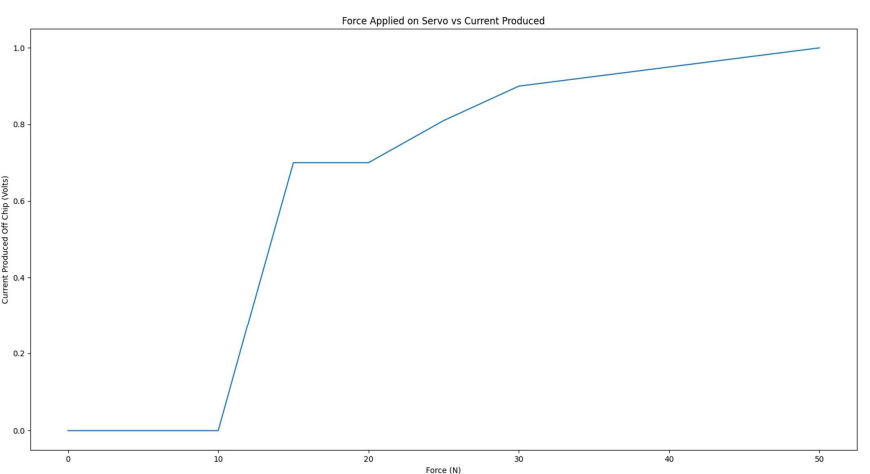 Force Applied on Servo vs Current Produced
Current Produced Off Chip (Volts)
1.0
0.8
0.6
0.4
0.2
0.0
0 10 20 30 40 50
Force (N)